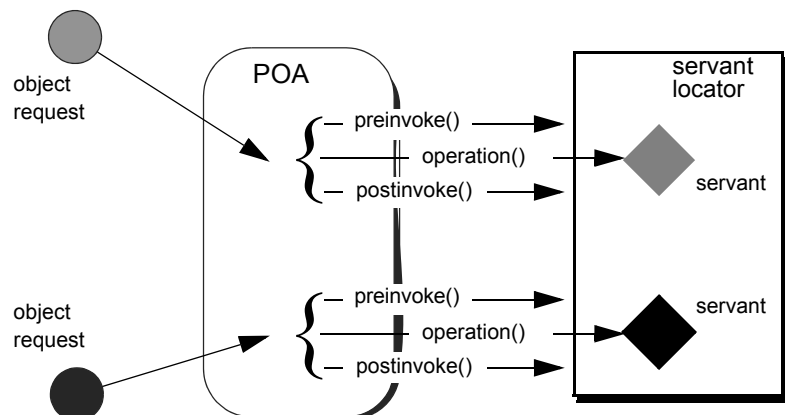 POA
servant
locator
object
request
preinvoke()
operation()
postinvoke()
servant
object
request
preinvoke()
operation()
postinvoke()
servant